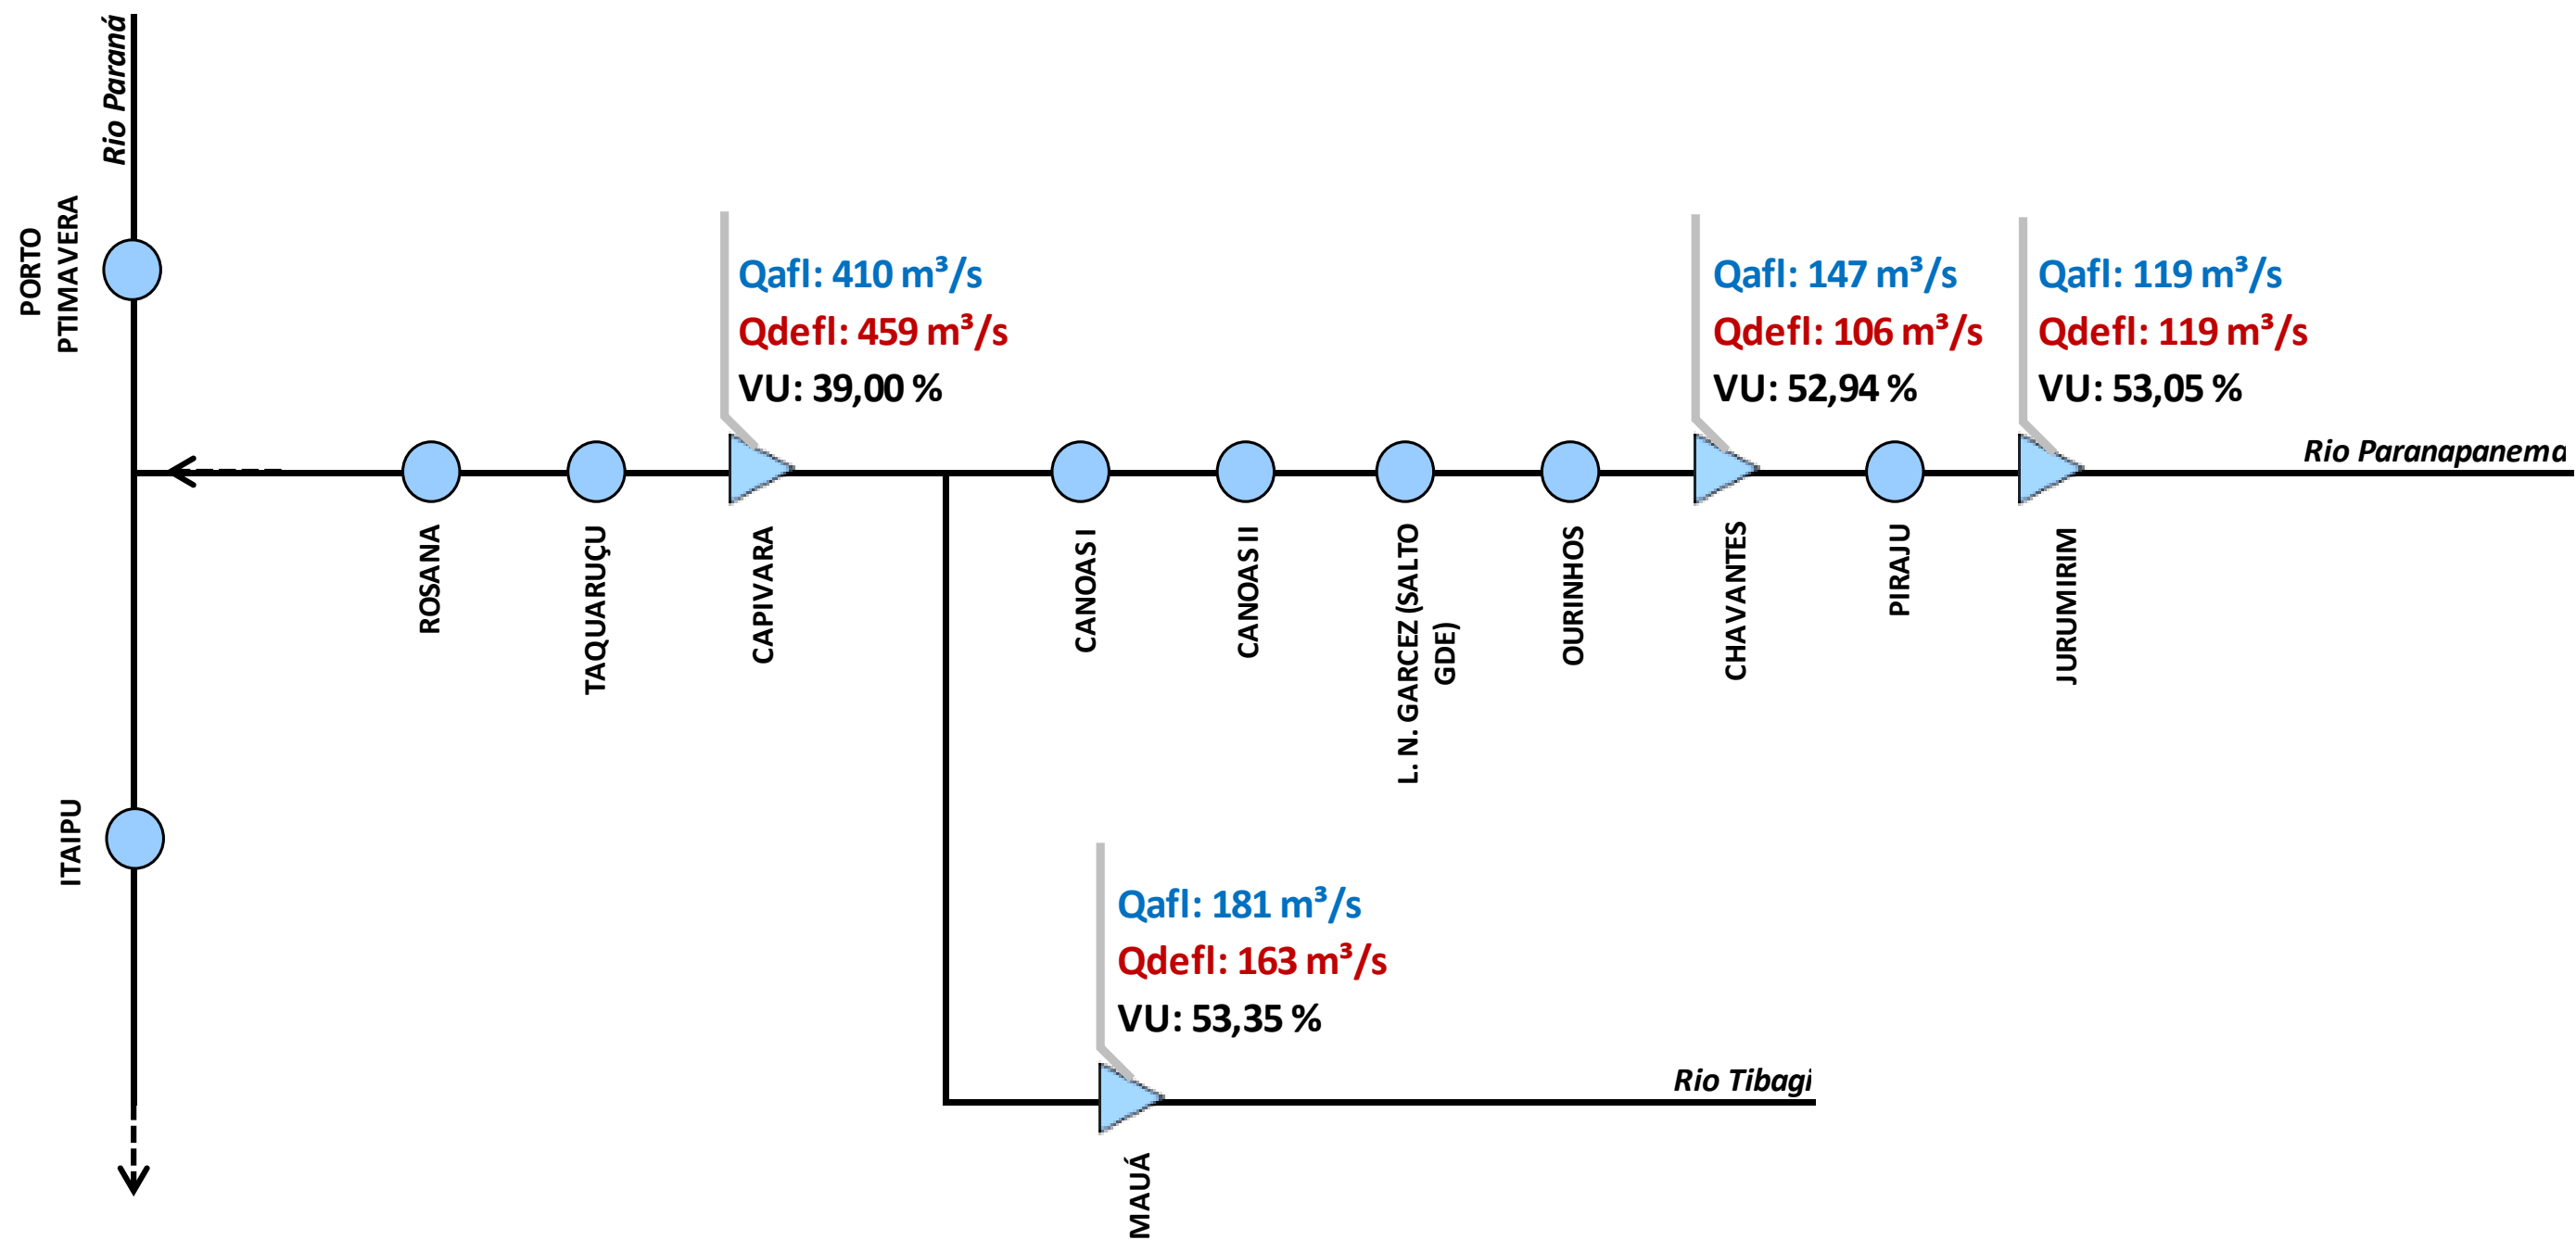 Rio Paraná
PORTO
PTIMAVERA
Qafl: 410 m³/s
Qdefl: 459 m³/s
VU: 39,00 %
Qafl: 147 m³/s
Qdefl: 106 m³/s
VU: 52,94 %
Qafl: 119 m³/s
Qdefl: 119 m³/s
VU: 53,05 %
Rio Paranapanema
ROSANA
TAQUARUÇU
CAPIVARA
CANOAS I
CANOAS II
L. N. GARCEZ (SALTO
GDE)
OURINHOS
CHAVANTES
PIRAJU
JURUMIRIM
ITAIPU
Qafl: 181 m³/s
Qdefl: 163 m³/s
VU: 53,35 %
Rio Tibagi
MAUÁ